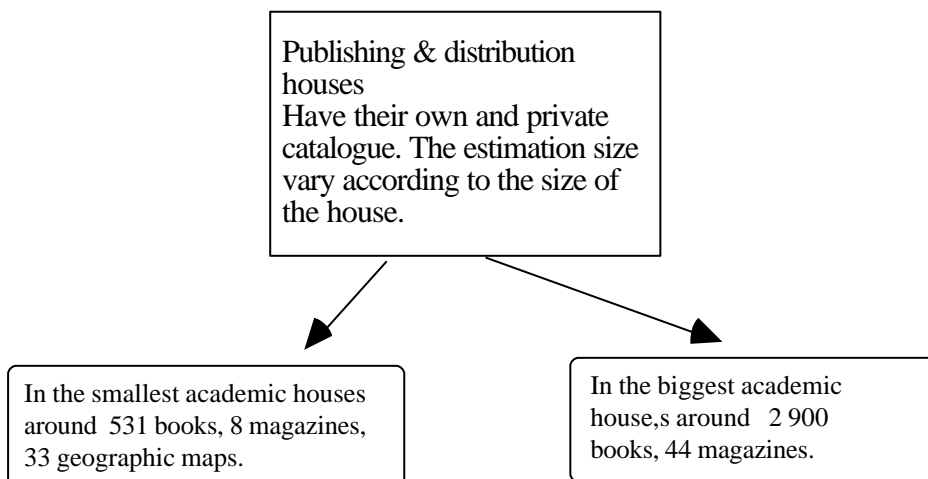 Publishing & distribution
houses
Have their own and private
catalogue. The estimation size
vary according to the size of
the house.
In the smallest academic houses
around 531 books, 8 magazines,
33 geographic maps.
In the biggest academic
house,s around 2 900
books, 44 magazines.